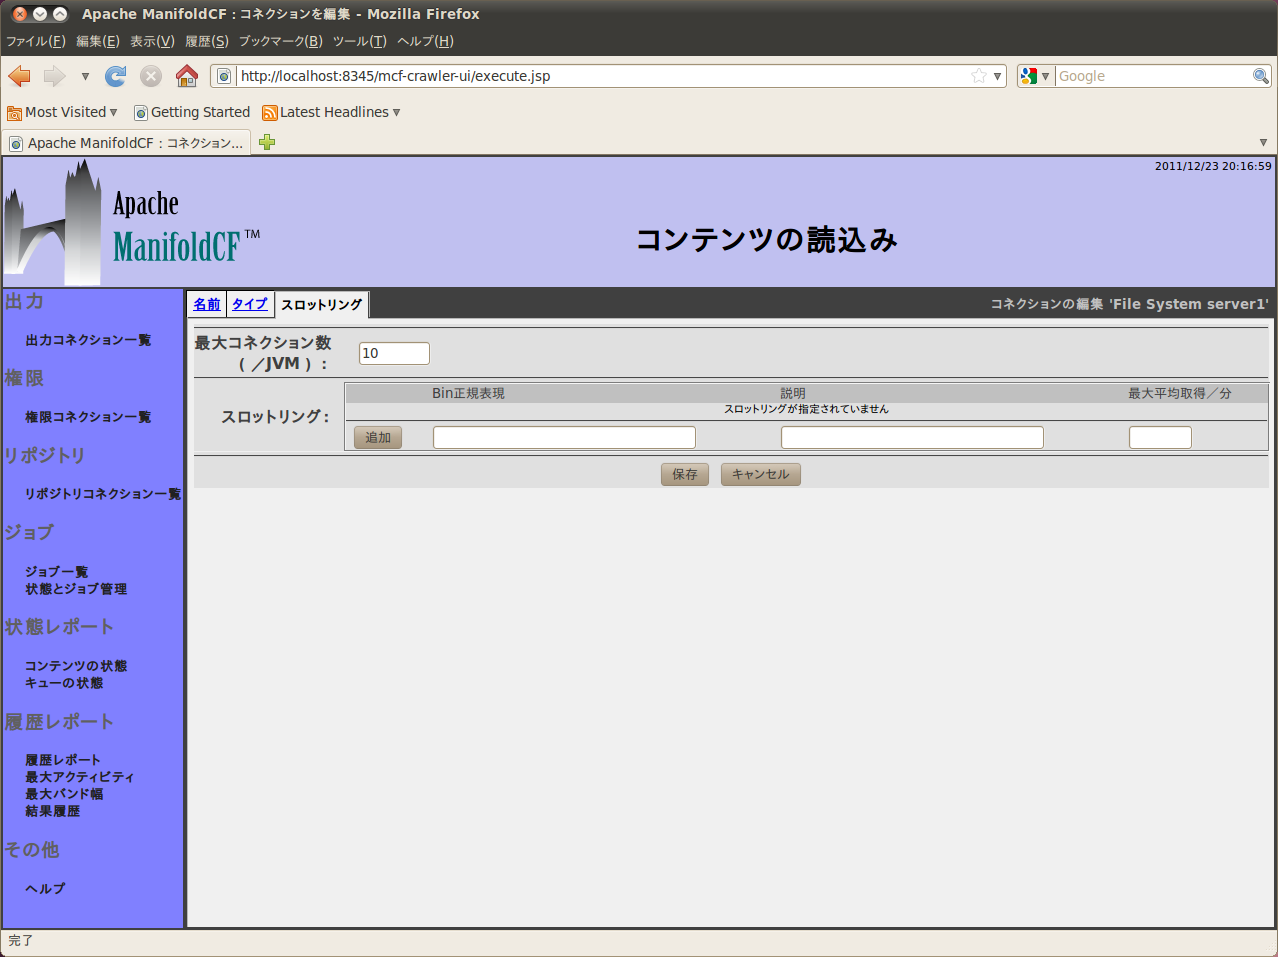 Apache ManifoldCF : コネクションを編集 - Mozilla Firefox
ファイル(F) 編集(E) 表示(V) 履歴(S) ブックマーク(B) ツール(T) ヘルプ(H)
http://localhost:8345/mcf-crawler-ui/execute.jsp
Google
Most Visited
Getting Started
Latest Headlines
Apache ManifoldCF : コネクション...
2011/12/23 20:16:59
Apache
ManifoldCF™
コンテンツの読込み
出力
出力コネクション一覧
権限
権限コネクション一覧
リポジトリ
リポジトリコネクション一覧
ジョブ
ジョブ一覧
状態とジョブ管理
状態レポート
コンテンツの状態
キューの状態
履歴レポート
履歴レポート
最大アクティビティ
最大バンド幅
結果履歴
その他
ヘルプ
名前 タイプ スロットリング
コネクションの編集 'File System server1'
最大コネクション数
( ／JVM ) :
10
スロットリング:
Bin正規表現 説明 最大平均取得／分
スロットリングが指定されていません
追加
保存 キャンセル
完了